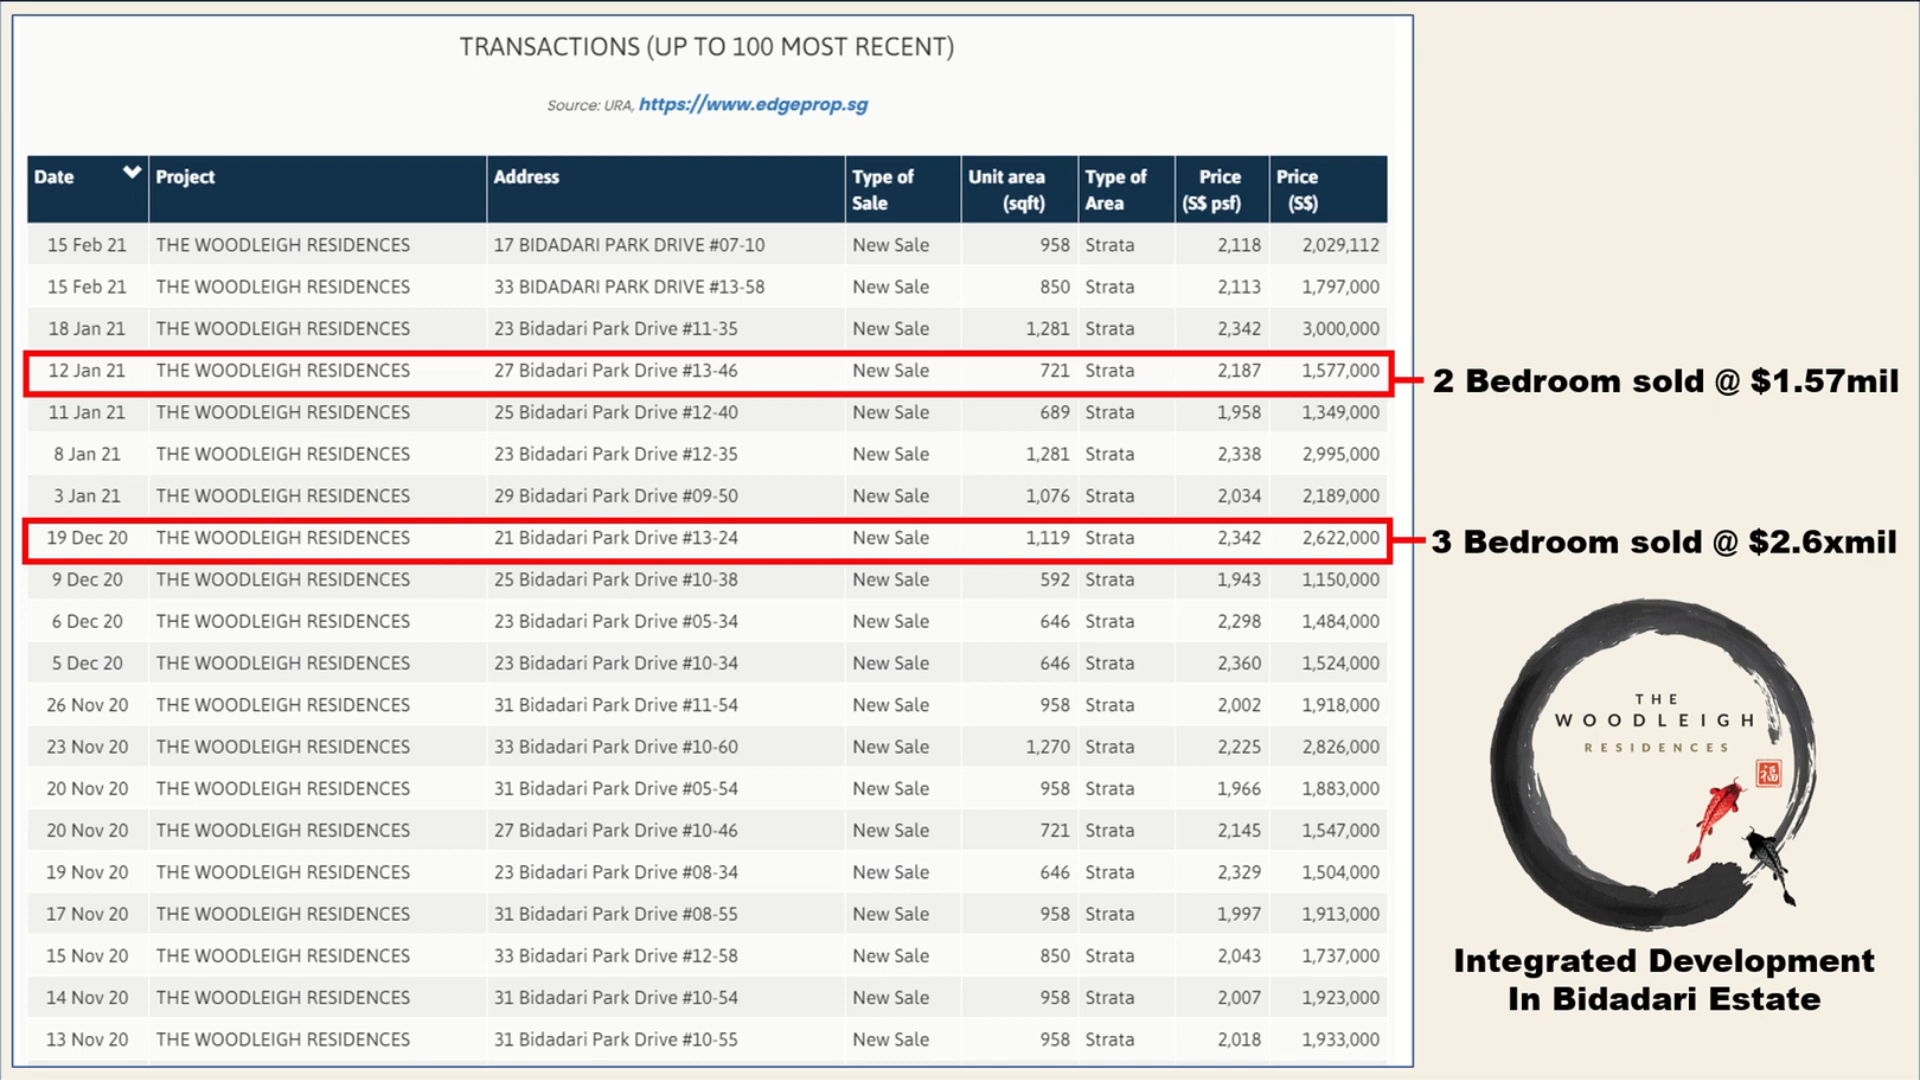 TRANSACTIONS (UP TO 100 MOST RECENT)
Source: URA, https://www.edgeprop.sg
Date Project Address Type of Sale Unit area (sqft) Type of Area Price (S$ psf) Price (S$)
15 Feb 21 THE WOODLEIGH RESIDENCES 17 BIDADARI PARK DRIVE #07-10 New Sale 958 Strata 2,118 2,029,112
15 Feb 21 THE WOODLEIGH RESIDENCES 33 BIDADARI PARK DRIVE #13-58 New Sale 850 Strata 2,113 1,797,000
18 Jan 21 THE WOODLEIGH RESIDENCES 23 Bidadari Park Drive #11-35 New Sale 1,281 Strata 2,342 3,000,000
12 Jan 21 THE WOODLEIGH RESIDENCES 27 Bidadari Park Drive #13-46 New Sale 721 Strata 2,187 1,577,000
2 Bedroom sold @ $1.57mil
11 Jan 21 THE WOODLEIGH RESIDENCES 25 Bidadari Park Drive #12-40 New Sale 689 Strata 1,958 1,349,000
8 Jan 21 THE WOODLEIGH RESIDENCES 23 Bidadari Park Drive #12-35 New Sale 1,281 Strata 2,338 2,995,000
3 Jan 21 THE WOODLEIGH RESIDENCES 29 Bidadari Park Drive #09-50 New Sale 1,076 Strata 2,034 2,189,000
19 Dec 20 THE WOODLEIGH RESIDENCES 21 Bidadari Park Drive #13-24 New Sale 1,119 Strata 2,342 2,622,000
3 Bedroom sold @ $2.6xmil
9 Dec 20 THE WOODLEIGH RESIDENCES 25 Bidadari Park Drive #10-38 New Sale 592 Strata 1,943 1,150,000
6 Dec 20 THE WOODLEIGH RESIDENCES 23 Bidadari Park Drive #05-34 New Sale 646 Strata 2,298 1,484,000
5 Dec 20 THE WOODLEIGH RESIDENCES 23 Bidadari Park Drive #10-34 New Sale 646 Strata 2,360 1,524,000
26 Nov 20 THE WOODLEIGH RESIDENCES 31 Bidadari Park Drive #11-54 New Sale 958 Strata 2,002 1,918,000
23 Nov 20 THE WOODLEIGH RESIDENCES 33 Bidadari Park Drive #10-60 New Sale 1,270 Strata 2,225 2,826,000
20 Nov 20 THE WOODLEIGH RESIDENCES 31 Bidadari Park Drive #05-54 New Sale 958 Strata 1,966 1,883,000
20 Nov 20 THE WOODLEIGH RESIDENCES 27 Bidadari Park Drive #10-46 New Sale 721 Strata 2,145 1,547,000
19 Nov 20 THE WOODLEIGH RESIDENCES 23 Bidadari Park Drive #08-34 New Sale 646 Strata 2,329 1,504,000
17 Nov 20 THE WOODLEIGH RESIDENCES 31 Bidadari Park Drive #08-55 New Sale 958 Strata 1,997 1,913,000
15 Nov 20 THE WOODLEIGH RESIDENCES 33 Bidadari Park Drive #12-58 New Sale 850 Strata 2,043 1,737,000
14 Nov 20 THE WOODLEIGH RESIDENCES 31 Bidadari Park Drive #10-54 New Sale 958 Strata 2,007 1,923,000
13 Nov 20 THE WOODLEIGH RESIDENCES 31 Bidadari Park Drive #10-55 New Sale 958 Strata 2,018 1,933,000
THE
WOODLEIGH
RESIDENCES
福
Integrated Development
In Bidadari Estate